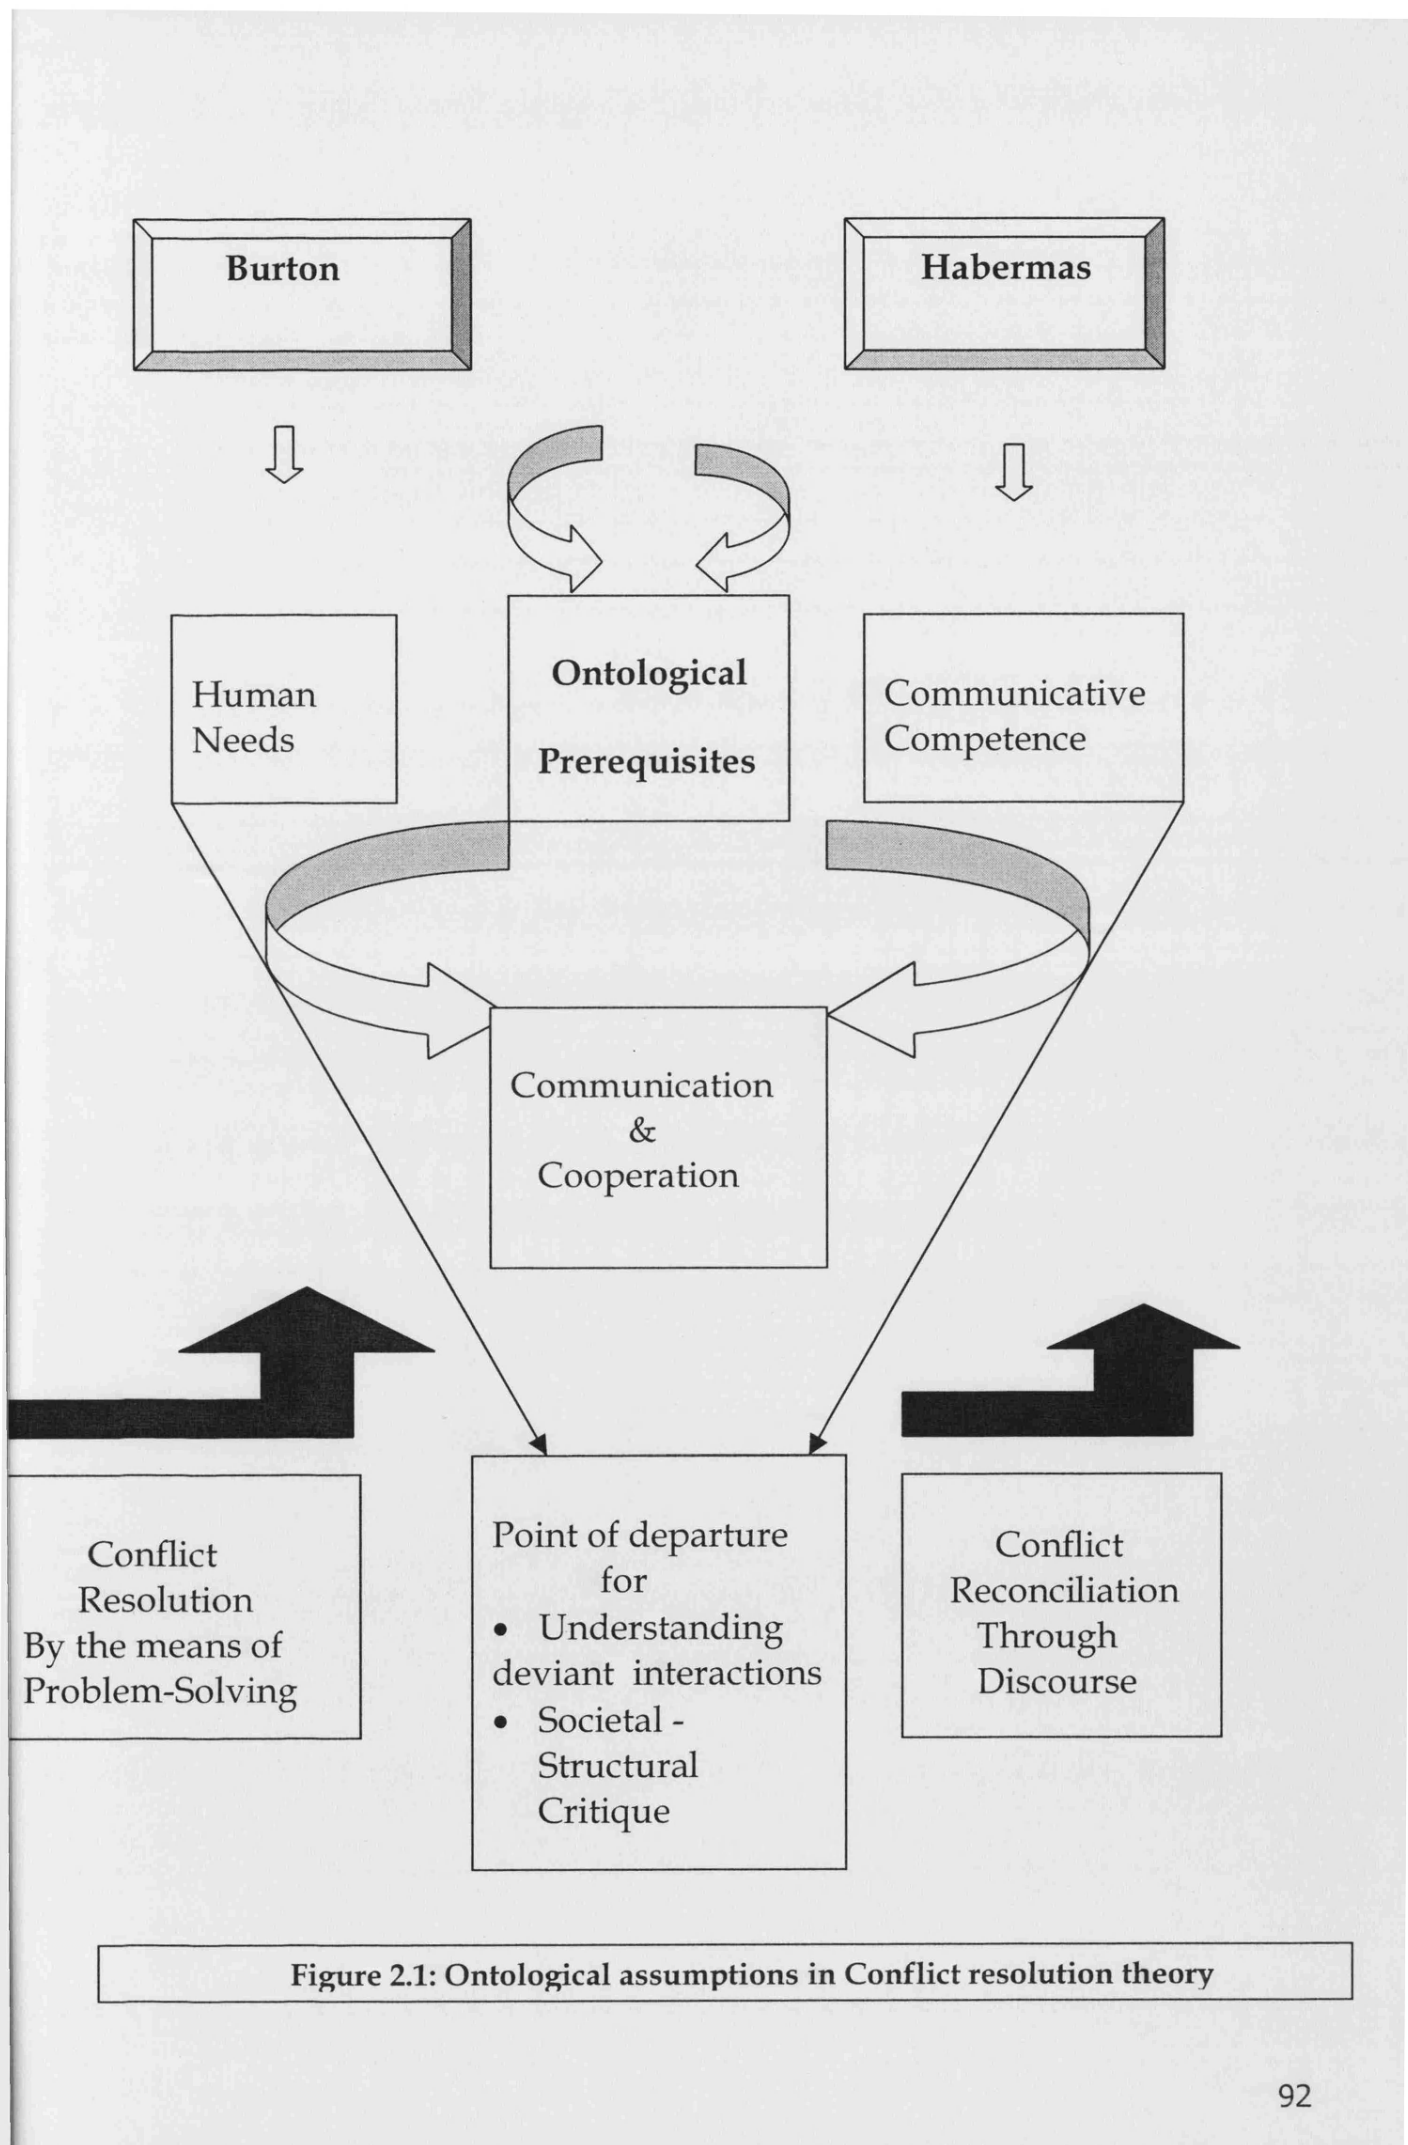 Burton
Habermas
Human
Needs
Ontological
Prerequisites
Communicative
Competence
Communication
&
Cooperation
Conflict
Resolution
By the means of
Problem-Solving
Point of departure
for
• Understanding
deviant interactions
• Societal -
Structural
Critique
Conflict
Reconciliation
Through
Discourse
Figure 2.1: Ontological assumptions in Conflict resolution theory
92